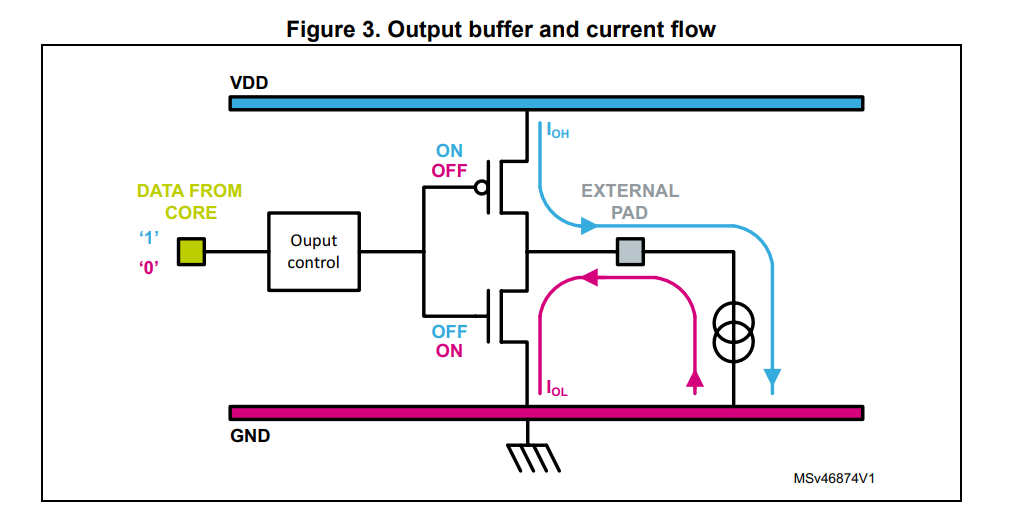 Figure 3. Output buffer and current flow
VDD
IOH
ON
OFF
DATA FROM
CORE
EXTERNAL
PAD
‘1’
‘0’
Ouput
control
OFF
ON
IOL
GND
MSv46874V1